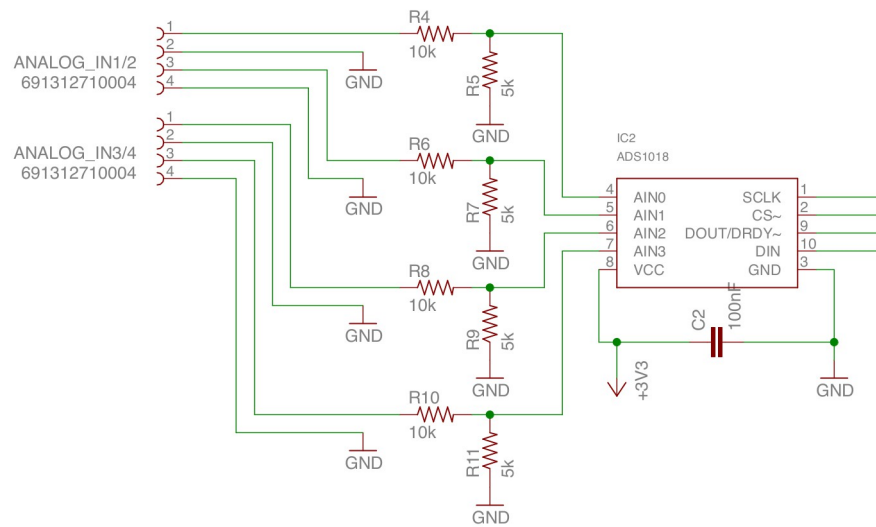 ANALOG_IN1/2
691312710004
1
2
3
4
ANALOG_IN3/4
691312710004
1
2
3
4
R4
10k
GND
R5
5k
GND
R6
10k
GND
R7
5k
GND
R8
10k
GND
R9
5k
GND
R10
10k
GND
R11
5k
GND
IC2
ADS1018
4 AIN0 SCLK 1
5 AIN1 CS~ 2
6 AIN2 DOUT/DRDY~ 9
7 AIN3 DIN 10
8 VCC GND 3
C2
100nF
+3V3
GND